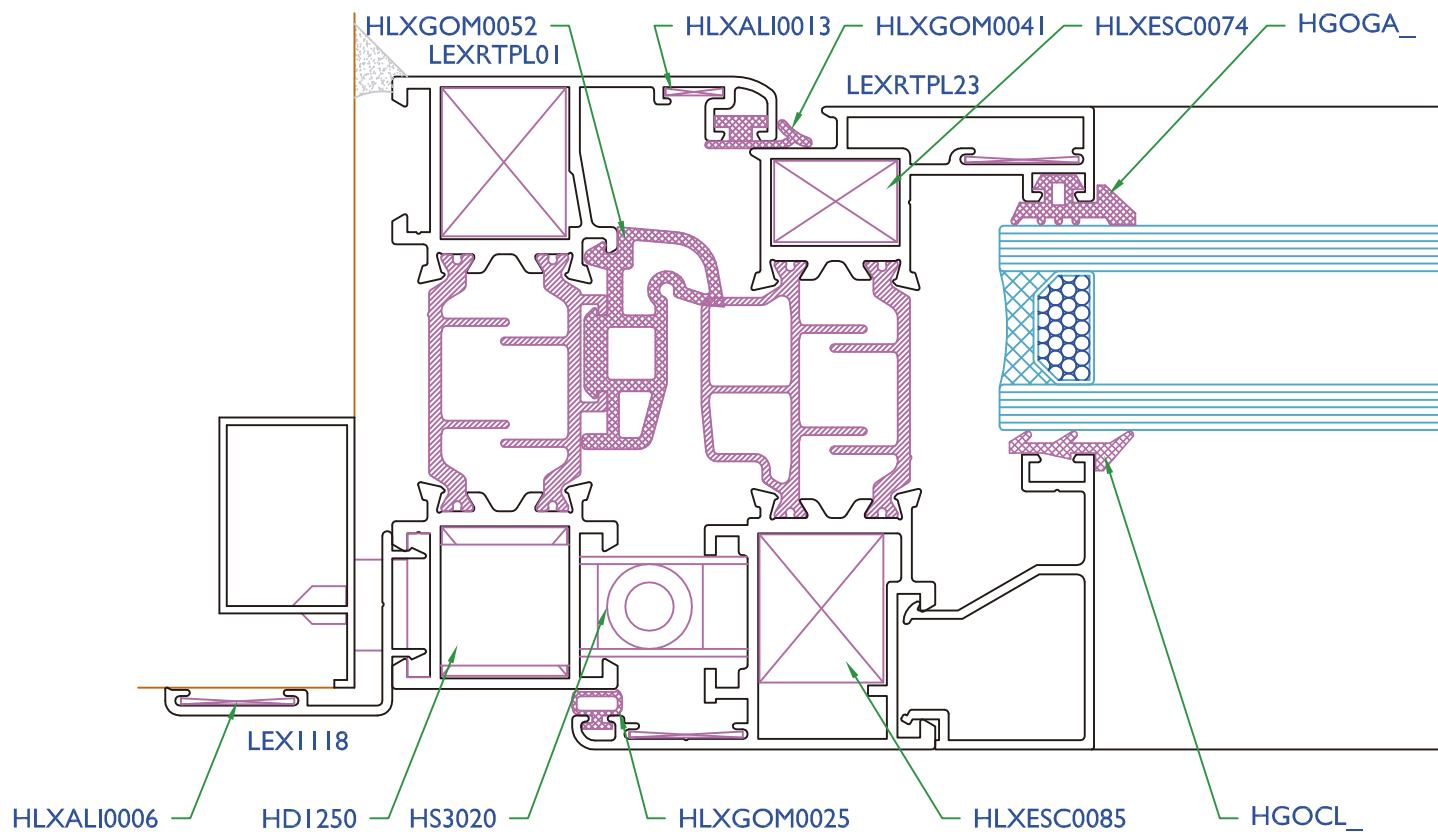 HLXGOM0052
HLXALI0013
HLXGOM0041
HLXESC0074
HGOGA_
LEXRTPL01
LEXRTPL23
LEX1118
HLXALI0006
HD1250
HS3020
HLXGOM0025
HLXESC0085
HGOCL_